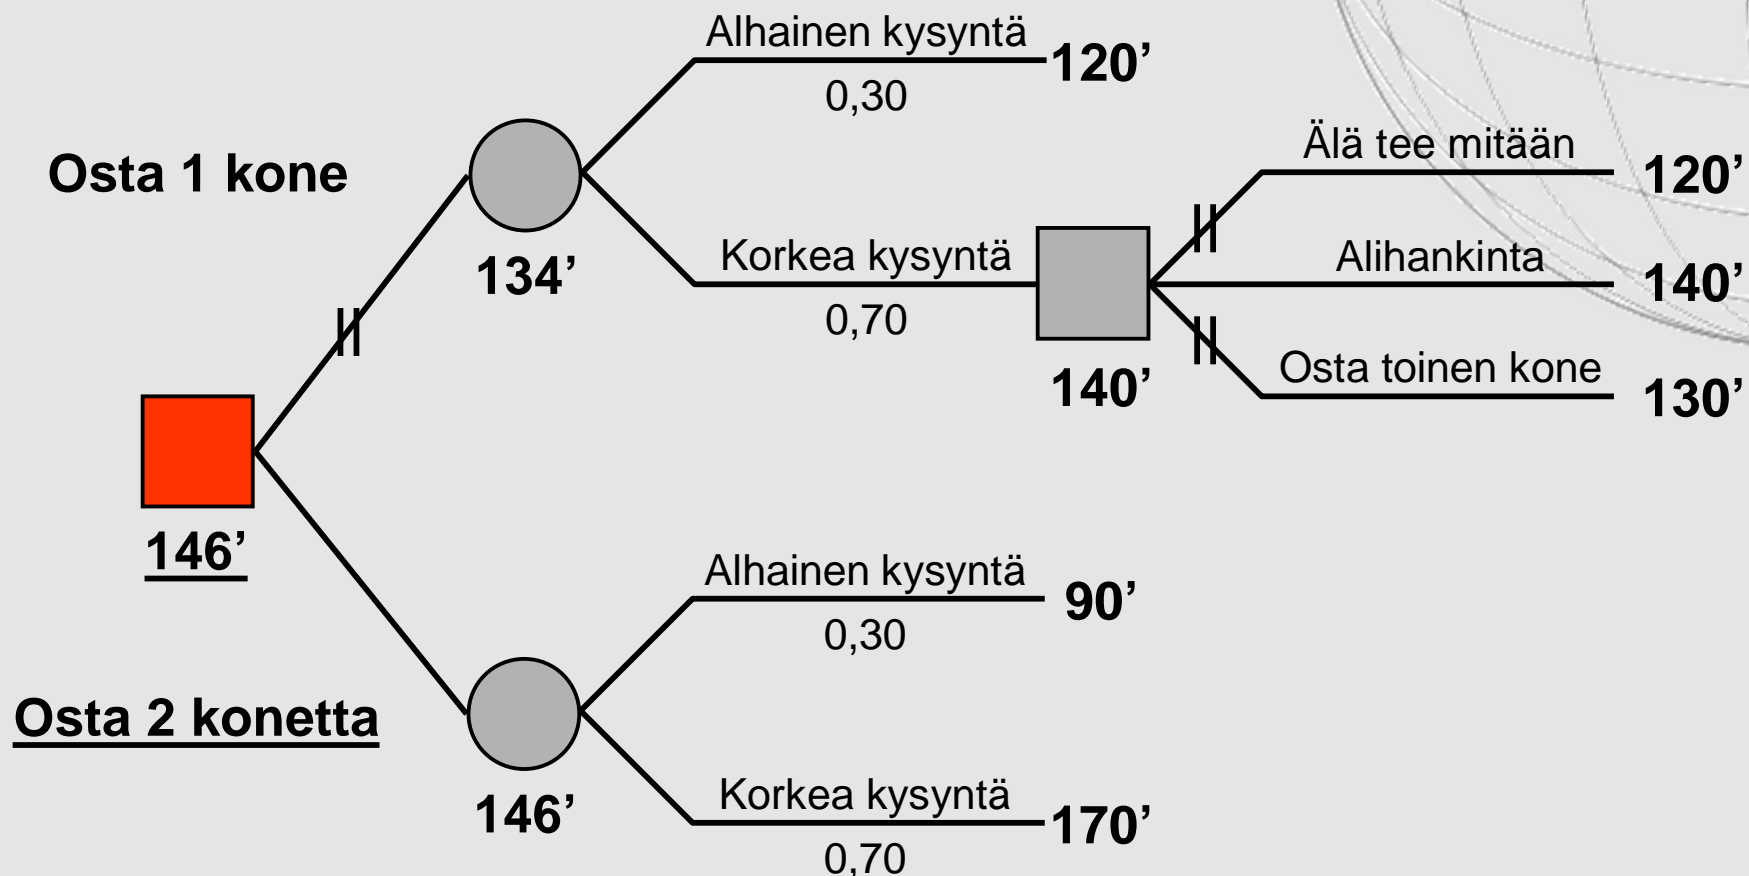 Alhainen kysyntä
120’
0,30
Osta 1 kone
134’
Korkea kysyntä
0,70
140’
Älä tee mitään
120’
Alihankinta
140’
Osta toinen kone
130’
146’
Osta 2 konetta
146’
Alhainen kysyntä
90’
0,30
Korkea kysyntä
170’
0,70